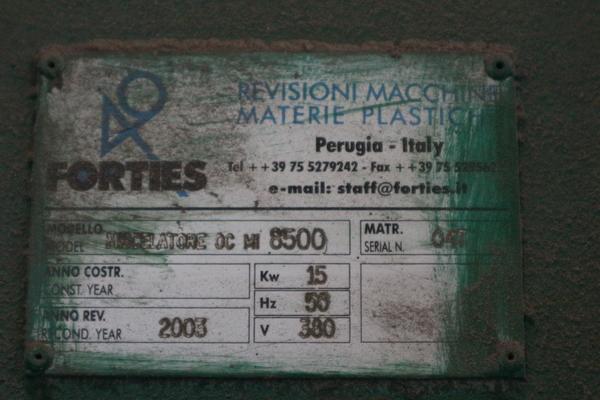 REVISIONI MACCHINE
MATERIE PLASTICHE
Perugia - Italy
FORTIES
Tel ++39 75 5279242 - Fax ++39 75
e-mail: staff@forties.it
MODELLO
MODEL
MISCELATORE OC MI 8500
MATR.
SERIAL N.
ANNO COSTR.
CONST. YEAR
Kw 15
Hz 50
ANNO REV.
RECOND. YEAR 2003
V 380